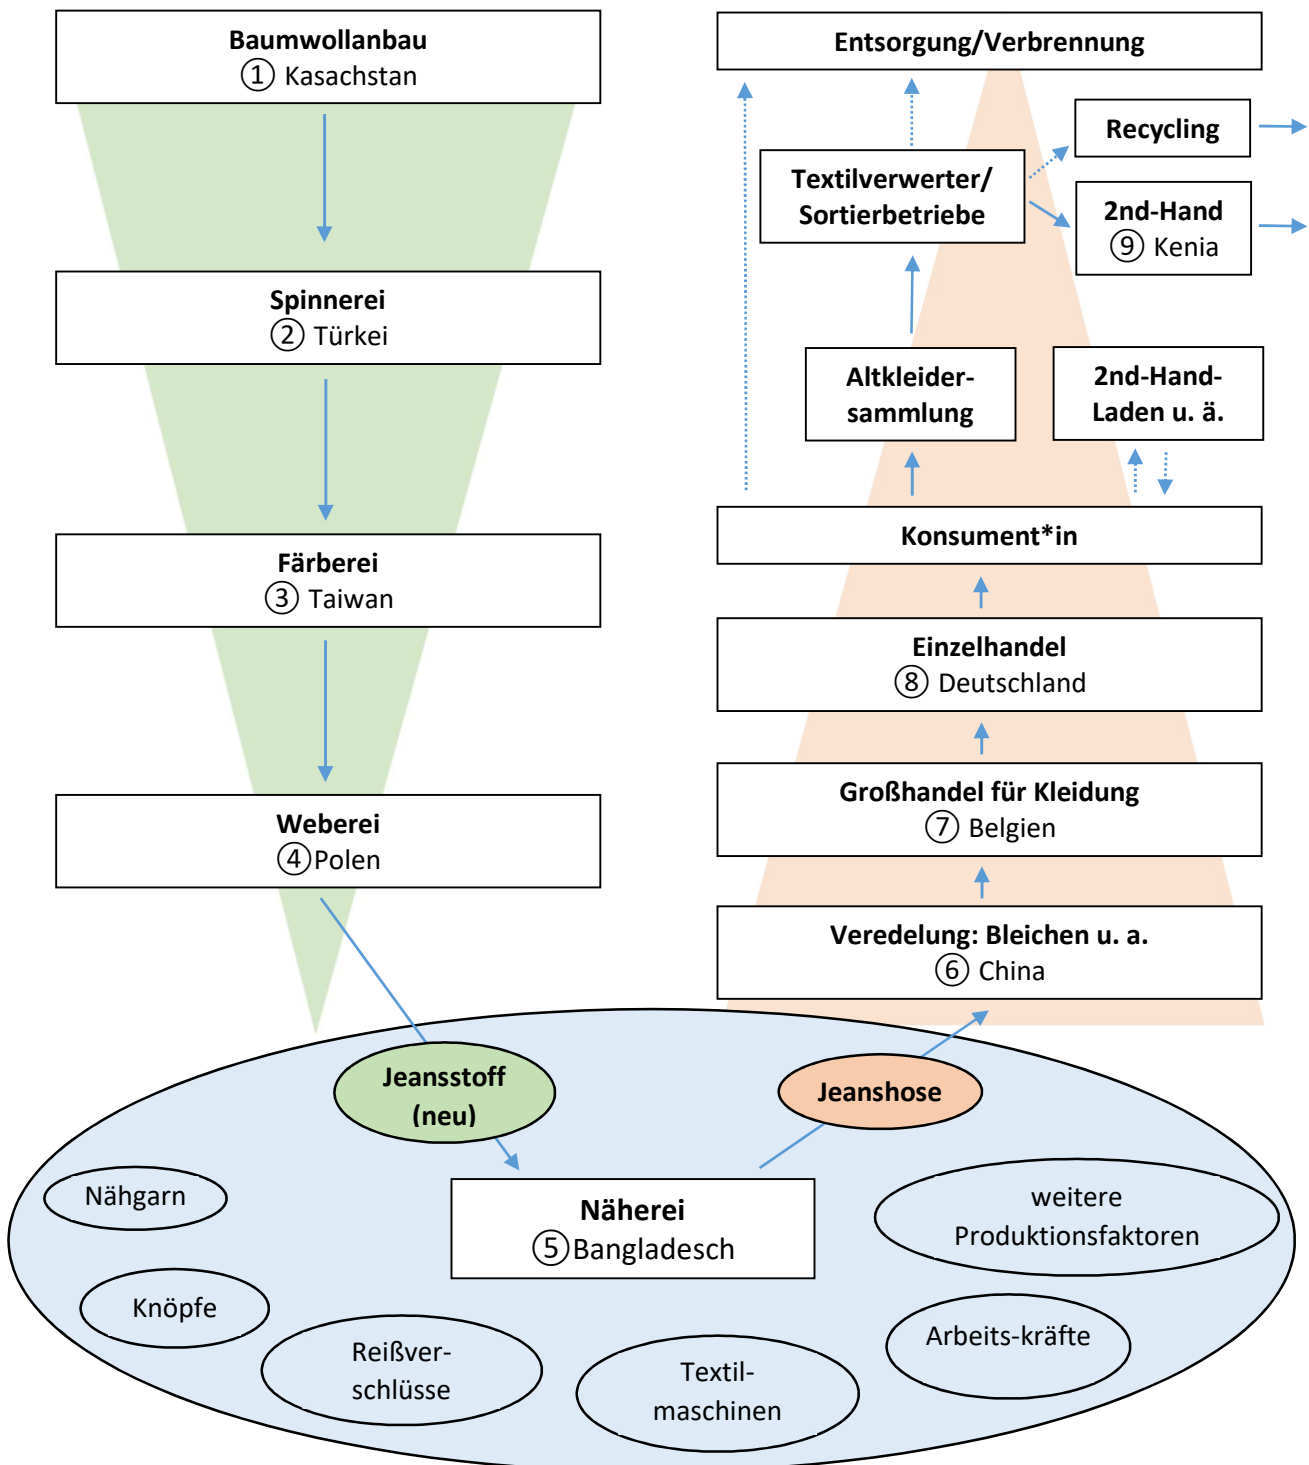 Baumwollanbau
① Kasachstan
Spinnerei
② Türkei
Färberei
③ Taiwan
Weberei
④Polen
Jeansstoff
(neu)
Näherei
⑤Bangladesch
Nähgarn
Knöpfe
Reißver-
schlüsse
Textil-
maschinen
Arbeits-kräfte
weitere
Produktionsfaktoren
Jeanshose
Veredelung: Bleichen u. a.
⑥ China
Großhandel für Kleidung
⑦ Belgien
Einzelhandel
⑧ Deutschland
Konsument*in
Altkleider-
sammlung
2nd-Hand-
Laden u. ä.
Textilverwerter/
Sortierbetriebe
2nd-Hand
⑨ Kenia
Recycling
Entsorgung/Verbrennung